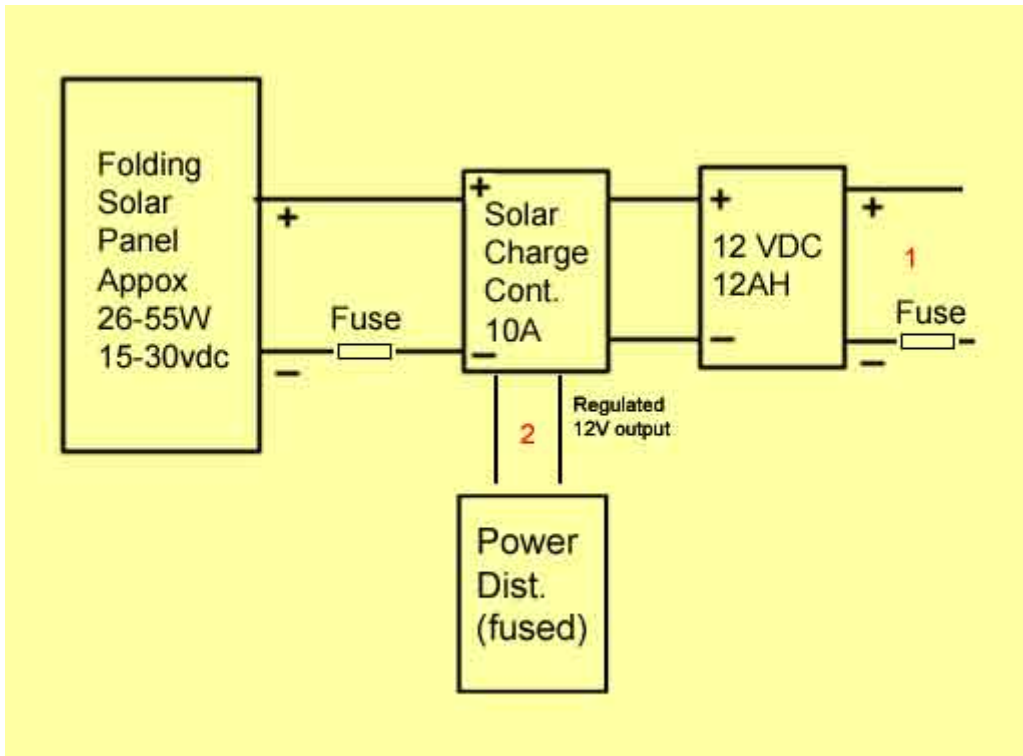 Folding
Solar
Panel
Appox
26-55W
15-30vdc
+
−
Fuse
+
Solar
Charge
Cont.
10A
−
+
12 VDC
12AH
−
+
1
Fuse
−
2
Regulated
12V output
Power
Dist.
(fused)